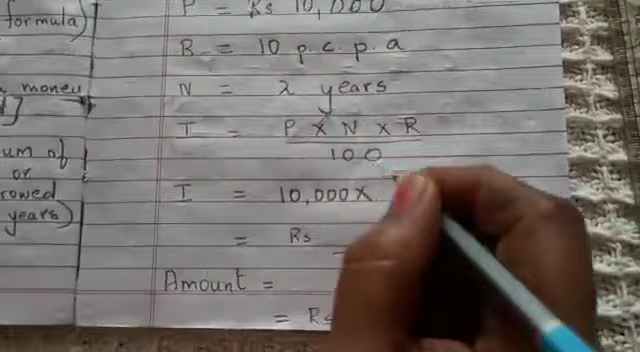 formula)
money
um of
or
rowed
years)
P = Rs 10,000
R = 10 p.c.p.a
N = 2 years
I = P x N x R
100
I = 10,000 x
= Rs
Amount =
= Rs